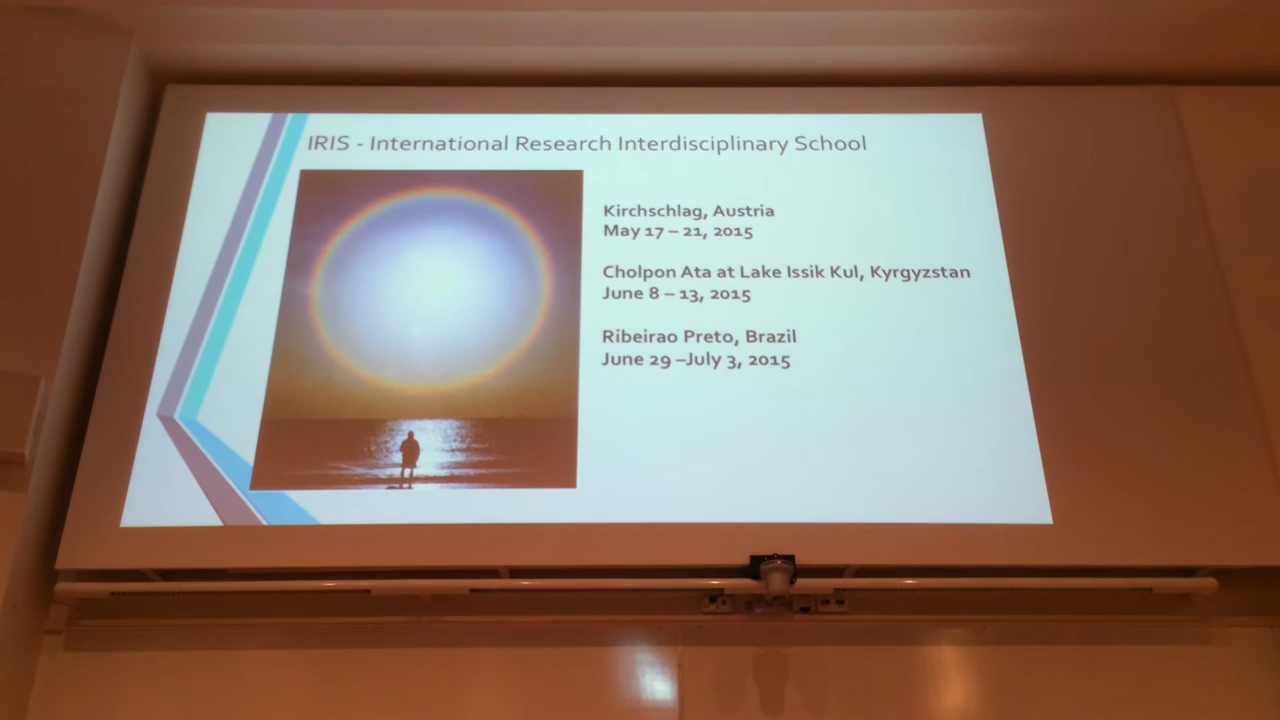 IRIS - International Research Interdisciplinary School
Kirchschlag, Austria
May 17 – 21, 2015
Cholpon Ata at Lake Issik Kul, Kyrgyzstan
June 8 – 13, 2015
Ribeirao Preto, Brazil
June 29 –July 3, 2015